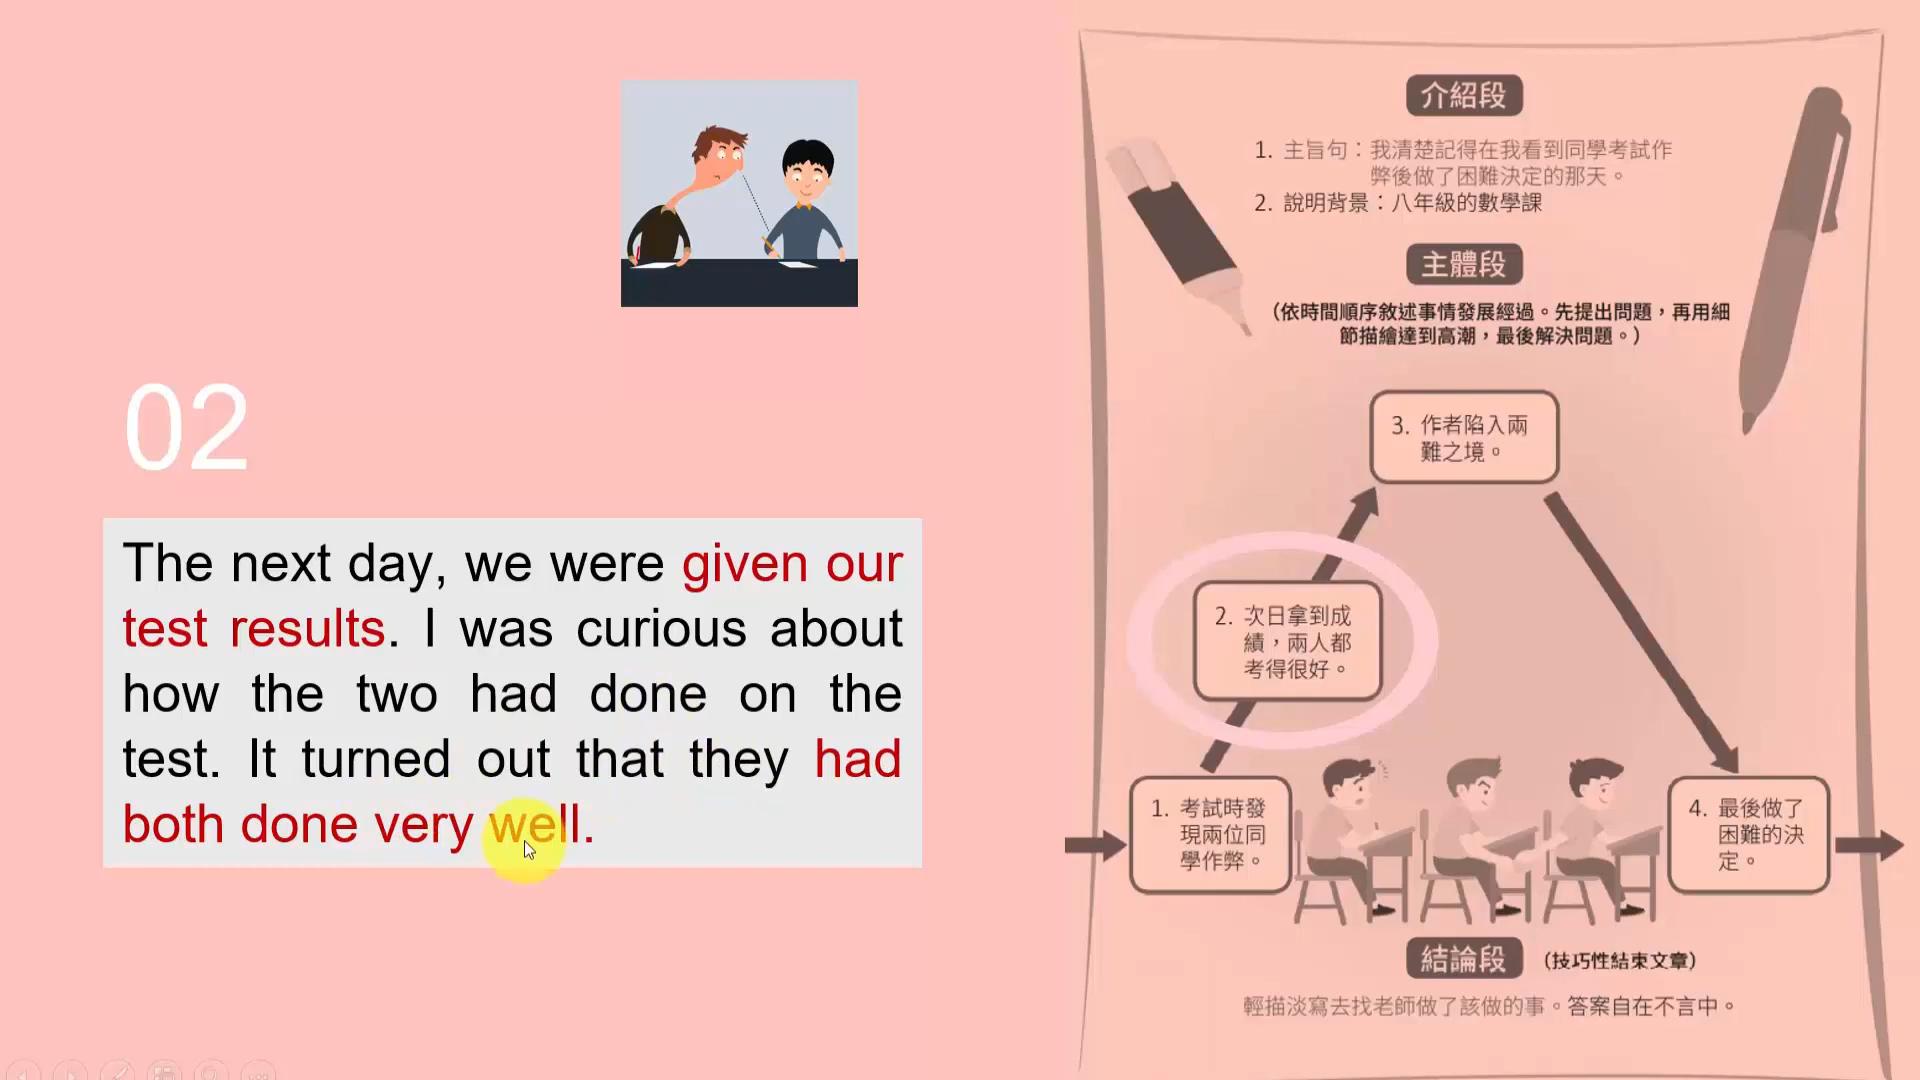 02
The next day, we were given our
test results. I was curious about
how the two had done on the
test. It turned out that they had
both done very well.
介紹段
1. 主旨句：我清楚記得在我看到同學考試作
弊後做了困難決定的那天。
2. 說明背景：八年級的數學課
主體段
（依時間順序敘述事情發展經過。先提出問題，再用細
節描繪達到高潮，最後解決問題。）
3. 作者陷入兩
難之境。
2. 次日拿到成
績，兩人都
考得很好。
1. 考試時發
現兩位同
學作弊。
4. 最後做了
困難的決
定。
結論段 （技巧性結束文章）
輕描淡寫去找老師做了該做的事。答案自在不言中。